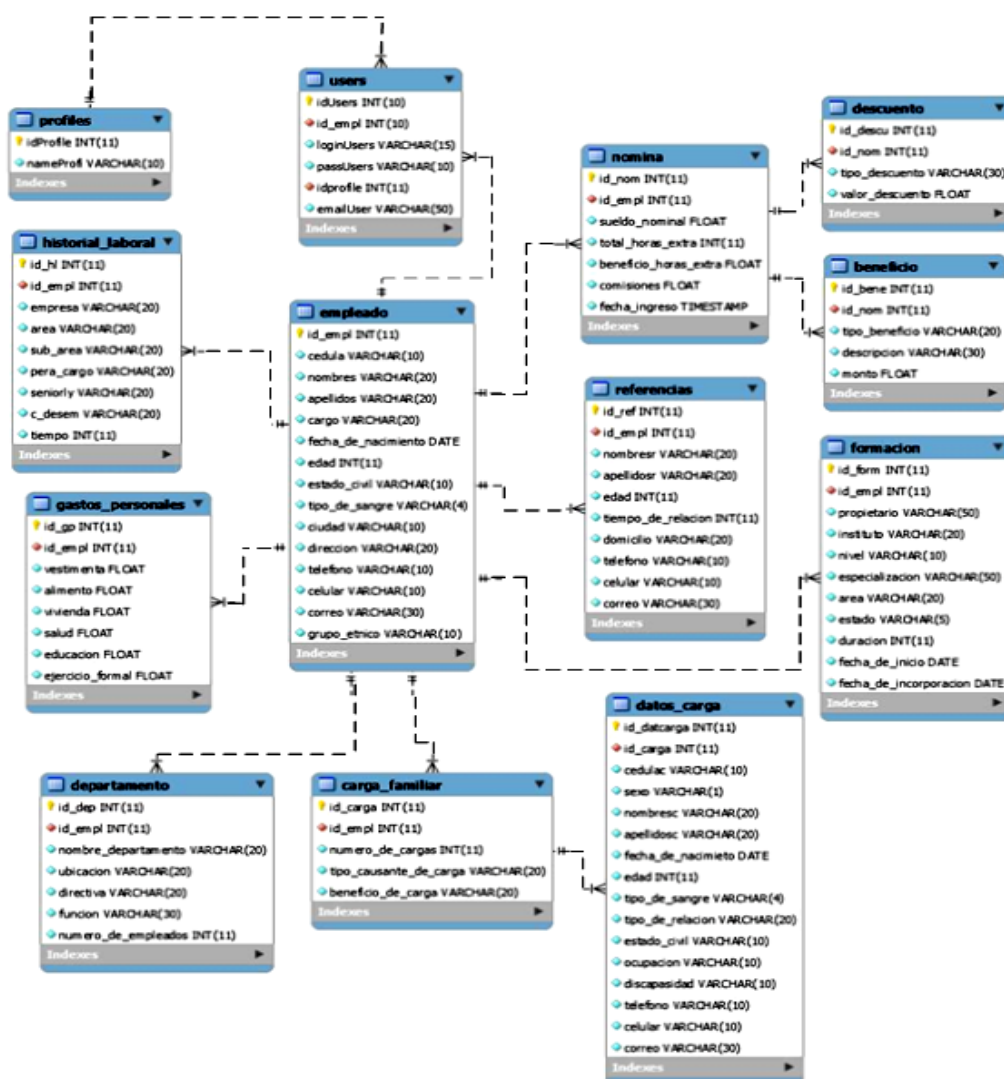 profiles
idProfile INT(11)
nameProfi VARCHAR(10)
Indexes
users
idUsers INT(10)
id_empl INT(10)
loginUsers VARCHAR(15)
passUsers VARCHAR(10)
idprofile INT(11)
emailUser VARCHAR(50)
Indexes
historial_laboral
id_hl INT(11)
id_empl INT(11)
empresa VARCHAR(20)
area VARCHAR(20)
sub_area VARCHAR(20)
pera_cargo VARCHAR(20)
seniorly VARCHAR(20)
c_desem VARCHAR(20)
tiempo INT(11)
Indexes
gastos_personales
id_gp INT(11)
id_empl INT(11)
vestimenta FLOAT
alimento FLOAT
vivienda FLOAT
salud FLOAT
educacion FLOAT
ejercicio_formal FLOAT
Indexes
empleado
id_empl INT(11)
cedula VARCHAR(10)
nombres VARCHAR(20)
apellidos VARCHAR(20)
cargo VARCHAR(20)
fecha_de_nacimiento DATE
edad INT(11)
estado_civil VARCHAR(10)
tipo_de_sangre VARCHAR(4)
ciudad VARCHAR(10)
direccion VARCHAR(20)
telefono VARCHAR(10)
celular VARCHAR(10)
correo VARCHAR(30)
grupo_etnico VARCHAR(10)
Indexes
nomina
id_nom INT(11)
id_empl INT(11)
sueldo_nominal FLOAT
total_horas_extra INT(11)
beneficio_horas_extra FLOAT
comisiones FLOAT
fecha_ingreso TIMESTAMP
Indexes
descuento
id_descu INT(11)
id_nom INT(11)
tipo_descuento VARCHAR(30)
valor_descuento FLOAT
Indexes
beneficio
id_bene INT(11)
id_nom INT(11)
tipo_beneficio VARCHAR(20)
descripcion VARCHAR(30)
monto FLOAT
Indexes
referencias
id_ref INT(11)
id_empl INT(11)
nombresr VARCHAR(20)
apellidosr VARCHAR(20)
edad INT(11)
tiempo_de_relacion INT(11)
domicilio VARCHAR(20)
telefono VARCHAR(10)
celular VARCHAR(10)
correo VARCHAR(30)
Indexes
formacion
id_form INT(11)
id_empl INT(11)
propietario VARCHAR(50)
instituto VARCHAR(20)
nivel VARCHAR(10)
especializacion VARCHAR(50)
area VARCHAR(20)
estado VARCHAR(5)
duracion INT(11)
fecha_de_inicio DATE
fecha_de_incorporacion DATE
Indexes
departamento
id_dep INT(11)
id_empl INT(11)
nombre_departamento VARCHAR(20)
ubicacion VARCHAR(20)
directiva VARCHAR(20)
funcion VARCHAR(30)
numero_de_empleados INT(11)
Indexes
carga_familiar
id_carga INT(11)
id_empl INT(11)
numero_de_cargas INT(11)
tipo_causante_de_carga VARCHAR(20)
beneficio_de_carga VARCHAR(20)
Indexes
datos_carga
id_datcarga INT(11)
id_carga INT(11)
cedulac VARCHAR(10)
sexo VARCHAR(1)
nombresc VARCHAR(20)
apellidosc VARCHAR(20)
fecha_de_nacimieto DATE
edad INT(11)
tipo_de_sangre VARCHAR(4)
tipo_de_relacion VARCHAR(20)
estado_civil VARCHAR(10)
ocupacion VARCHAR(10)
discapasidad VARCHAR(10)
telefono VARCHAR(10)
celular VARCHAR(10)
correo VARCHAR(30)
Indexes